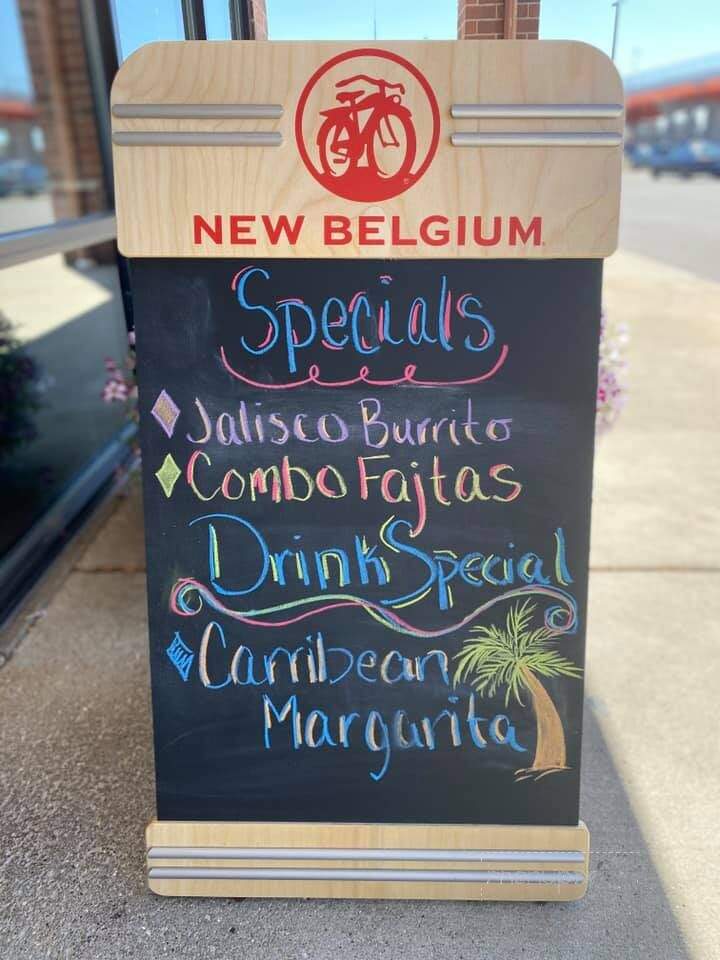 NEW BELGIUM
Specials
Jalisco Burrito
Combo Fajtas
Drink Special
Carribean
Margarita